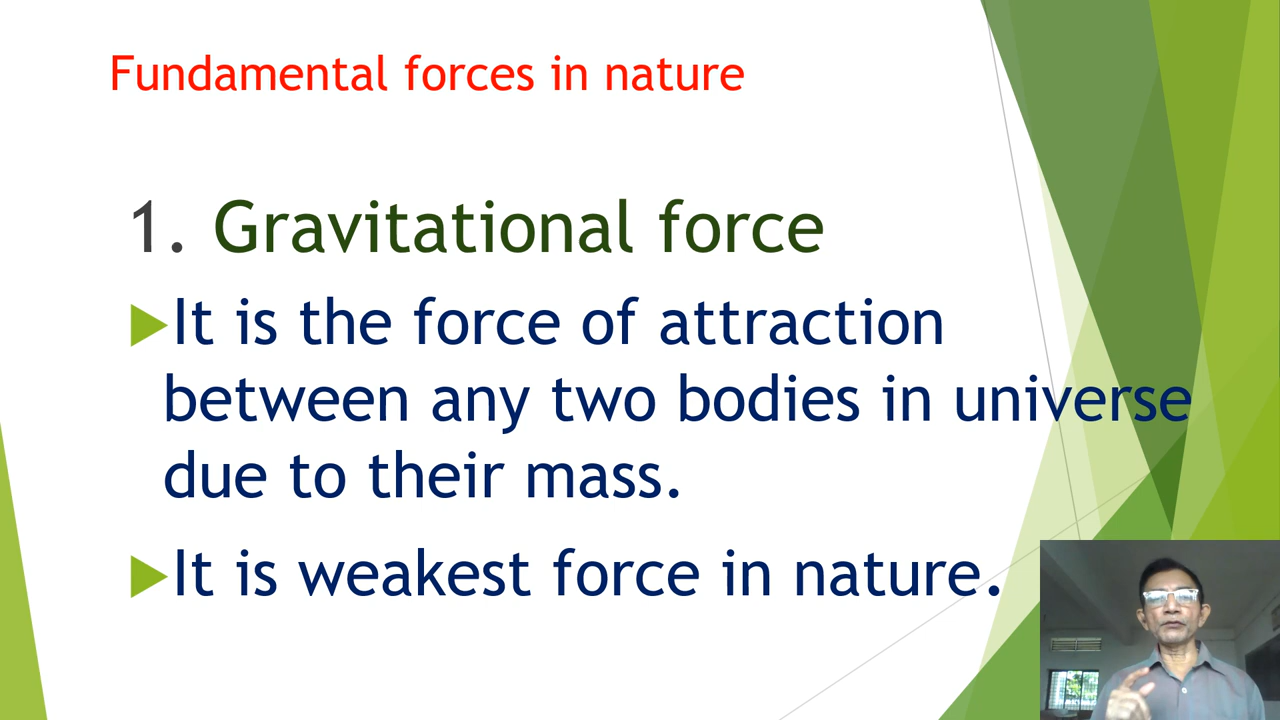 Fundamental forces in nature
1. Gravitational force
It is the force of attraction
between any two bodies in universe
due to their mass.
It is weakest force in nature.